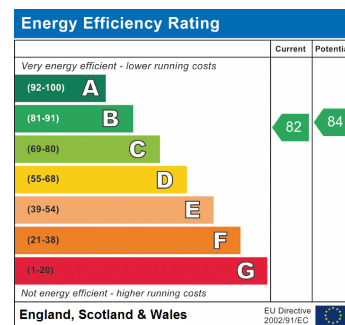 Energy Efficiency Rating
Current Potentia
Very energy efficient - lower running costs
(92-100) A
(81-91) B
82 84
(69-80) C
(55-68) D
(39-54) E
(21-38) F
(1-20) G
Not energy efficient - higher running costs
England, Scotland & Wales
EU Directive
2002/91/EC